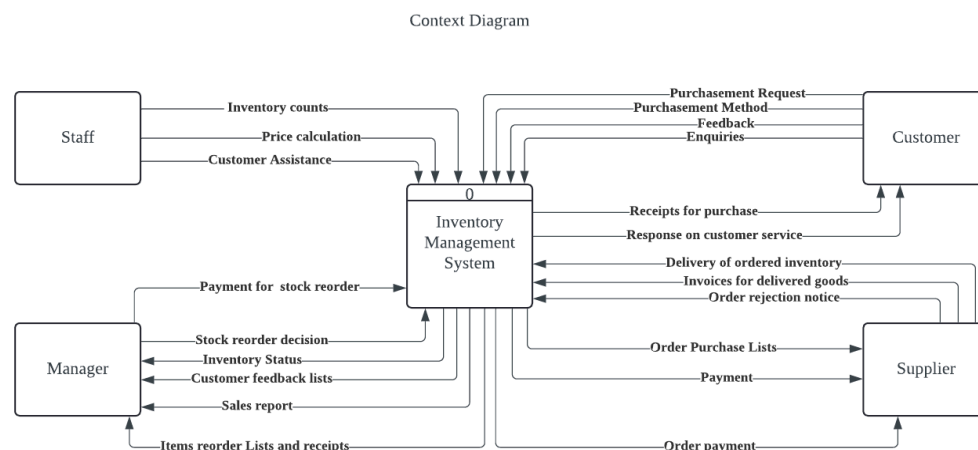 Context Diagram
Staff
Inventory counts
Price calculation
Customer Assistance
Purchasement Request
Purchasement Method
Feedback
Enquiries
Customer
0
Inventory
Management
System
Receipts for purchase
Response on customer service
Delivery of ordered inventory
Invoices for delivered goods
Order rejection notice
Payment for stock reorder
Stock reorder decision
Inventory Status
Customer feedback lists
Sales report
Items reorder Lists and receipts
Manager
Order Purchase Lists
Payment
Order payment
Supplier